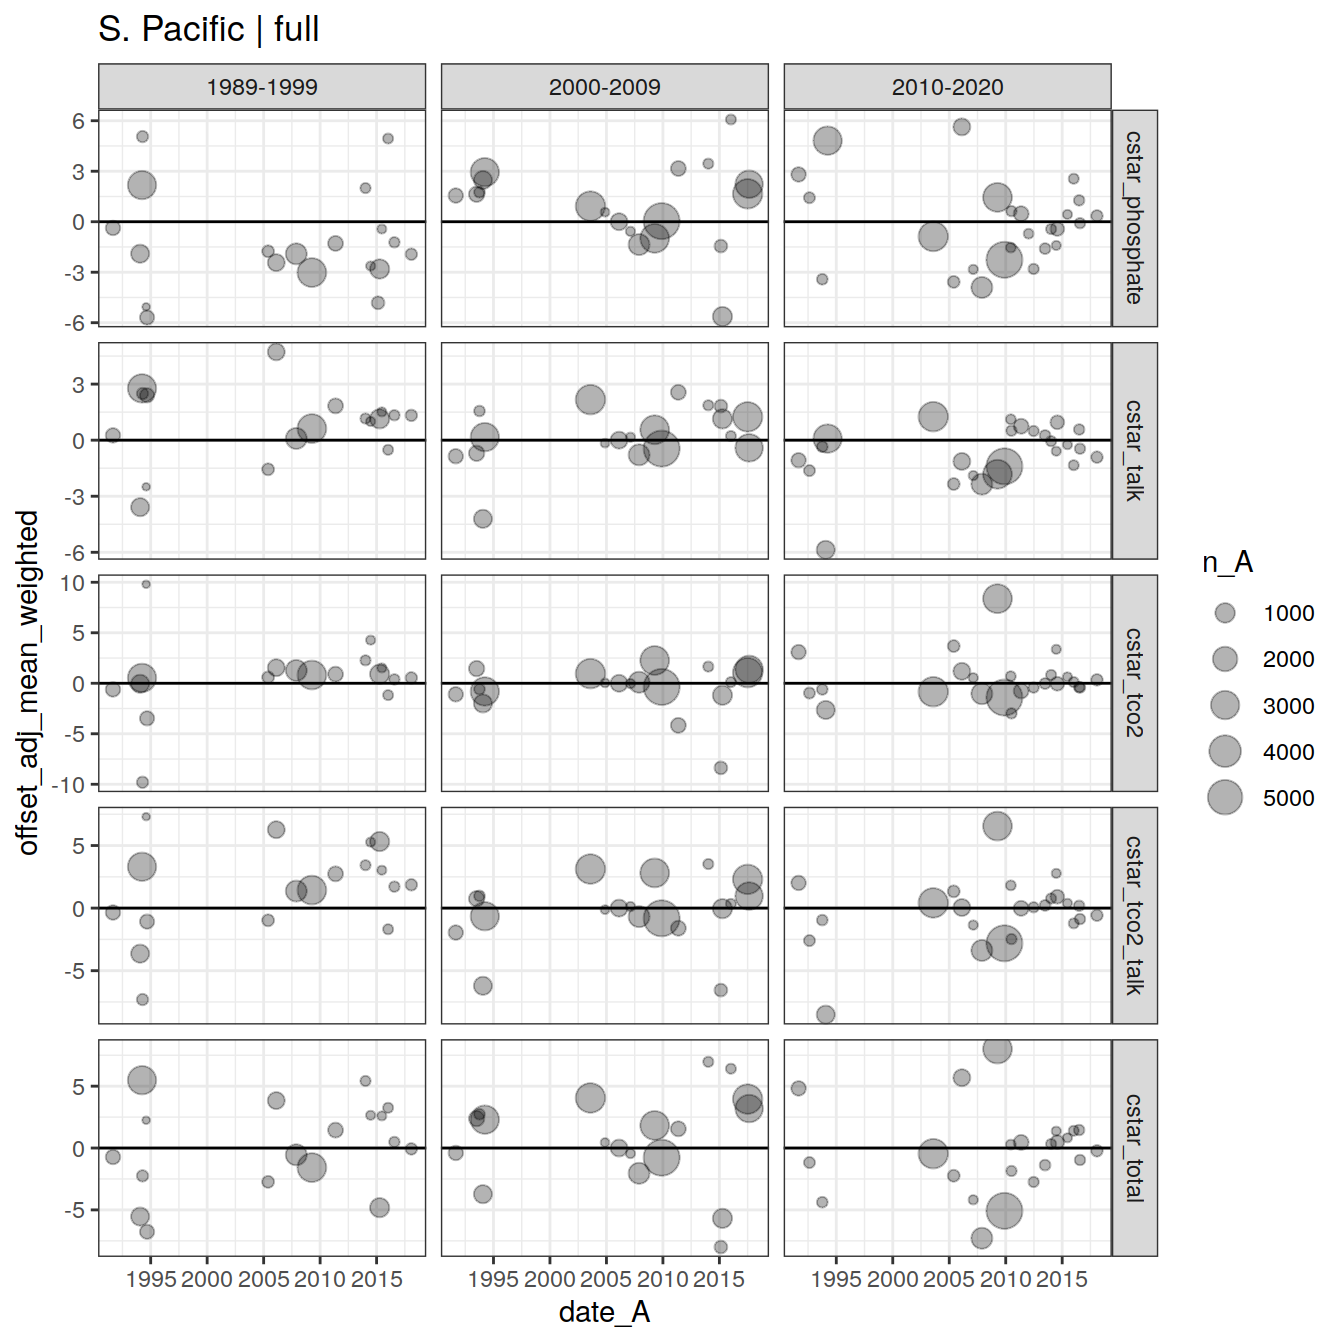 S. Pacific | full
1989-1999
2000-2009
2010-2020
6
3
0
-3
-6
cstar_phosphate
3
0
-3
-6
cstar_talk
10
5
0
-5
-10
cstar_tco2
5
0
-5
cstar_tco2_talk
5
0
-5
cstar_total
1995 2000 2005 2010 2015
1995 2000 2005 2010 2015
1995 2000 2005 2010 2015
date_A
offset_adj_mean_weighted
n_A
1000
2000
3000
4000
5000